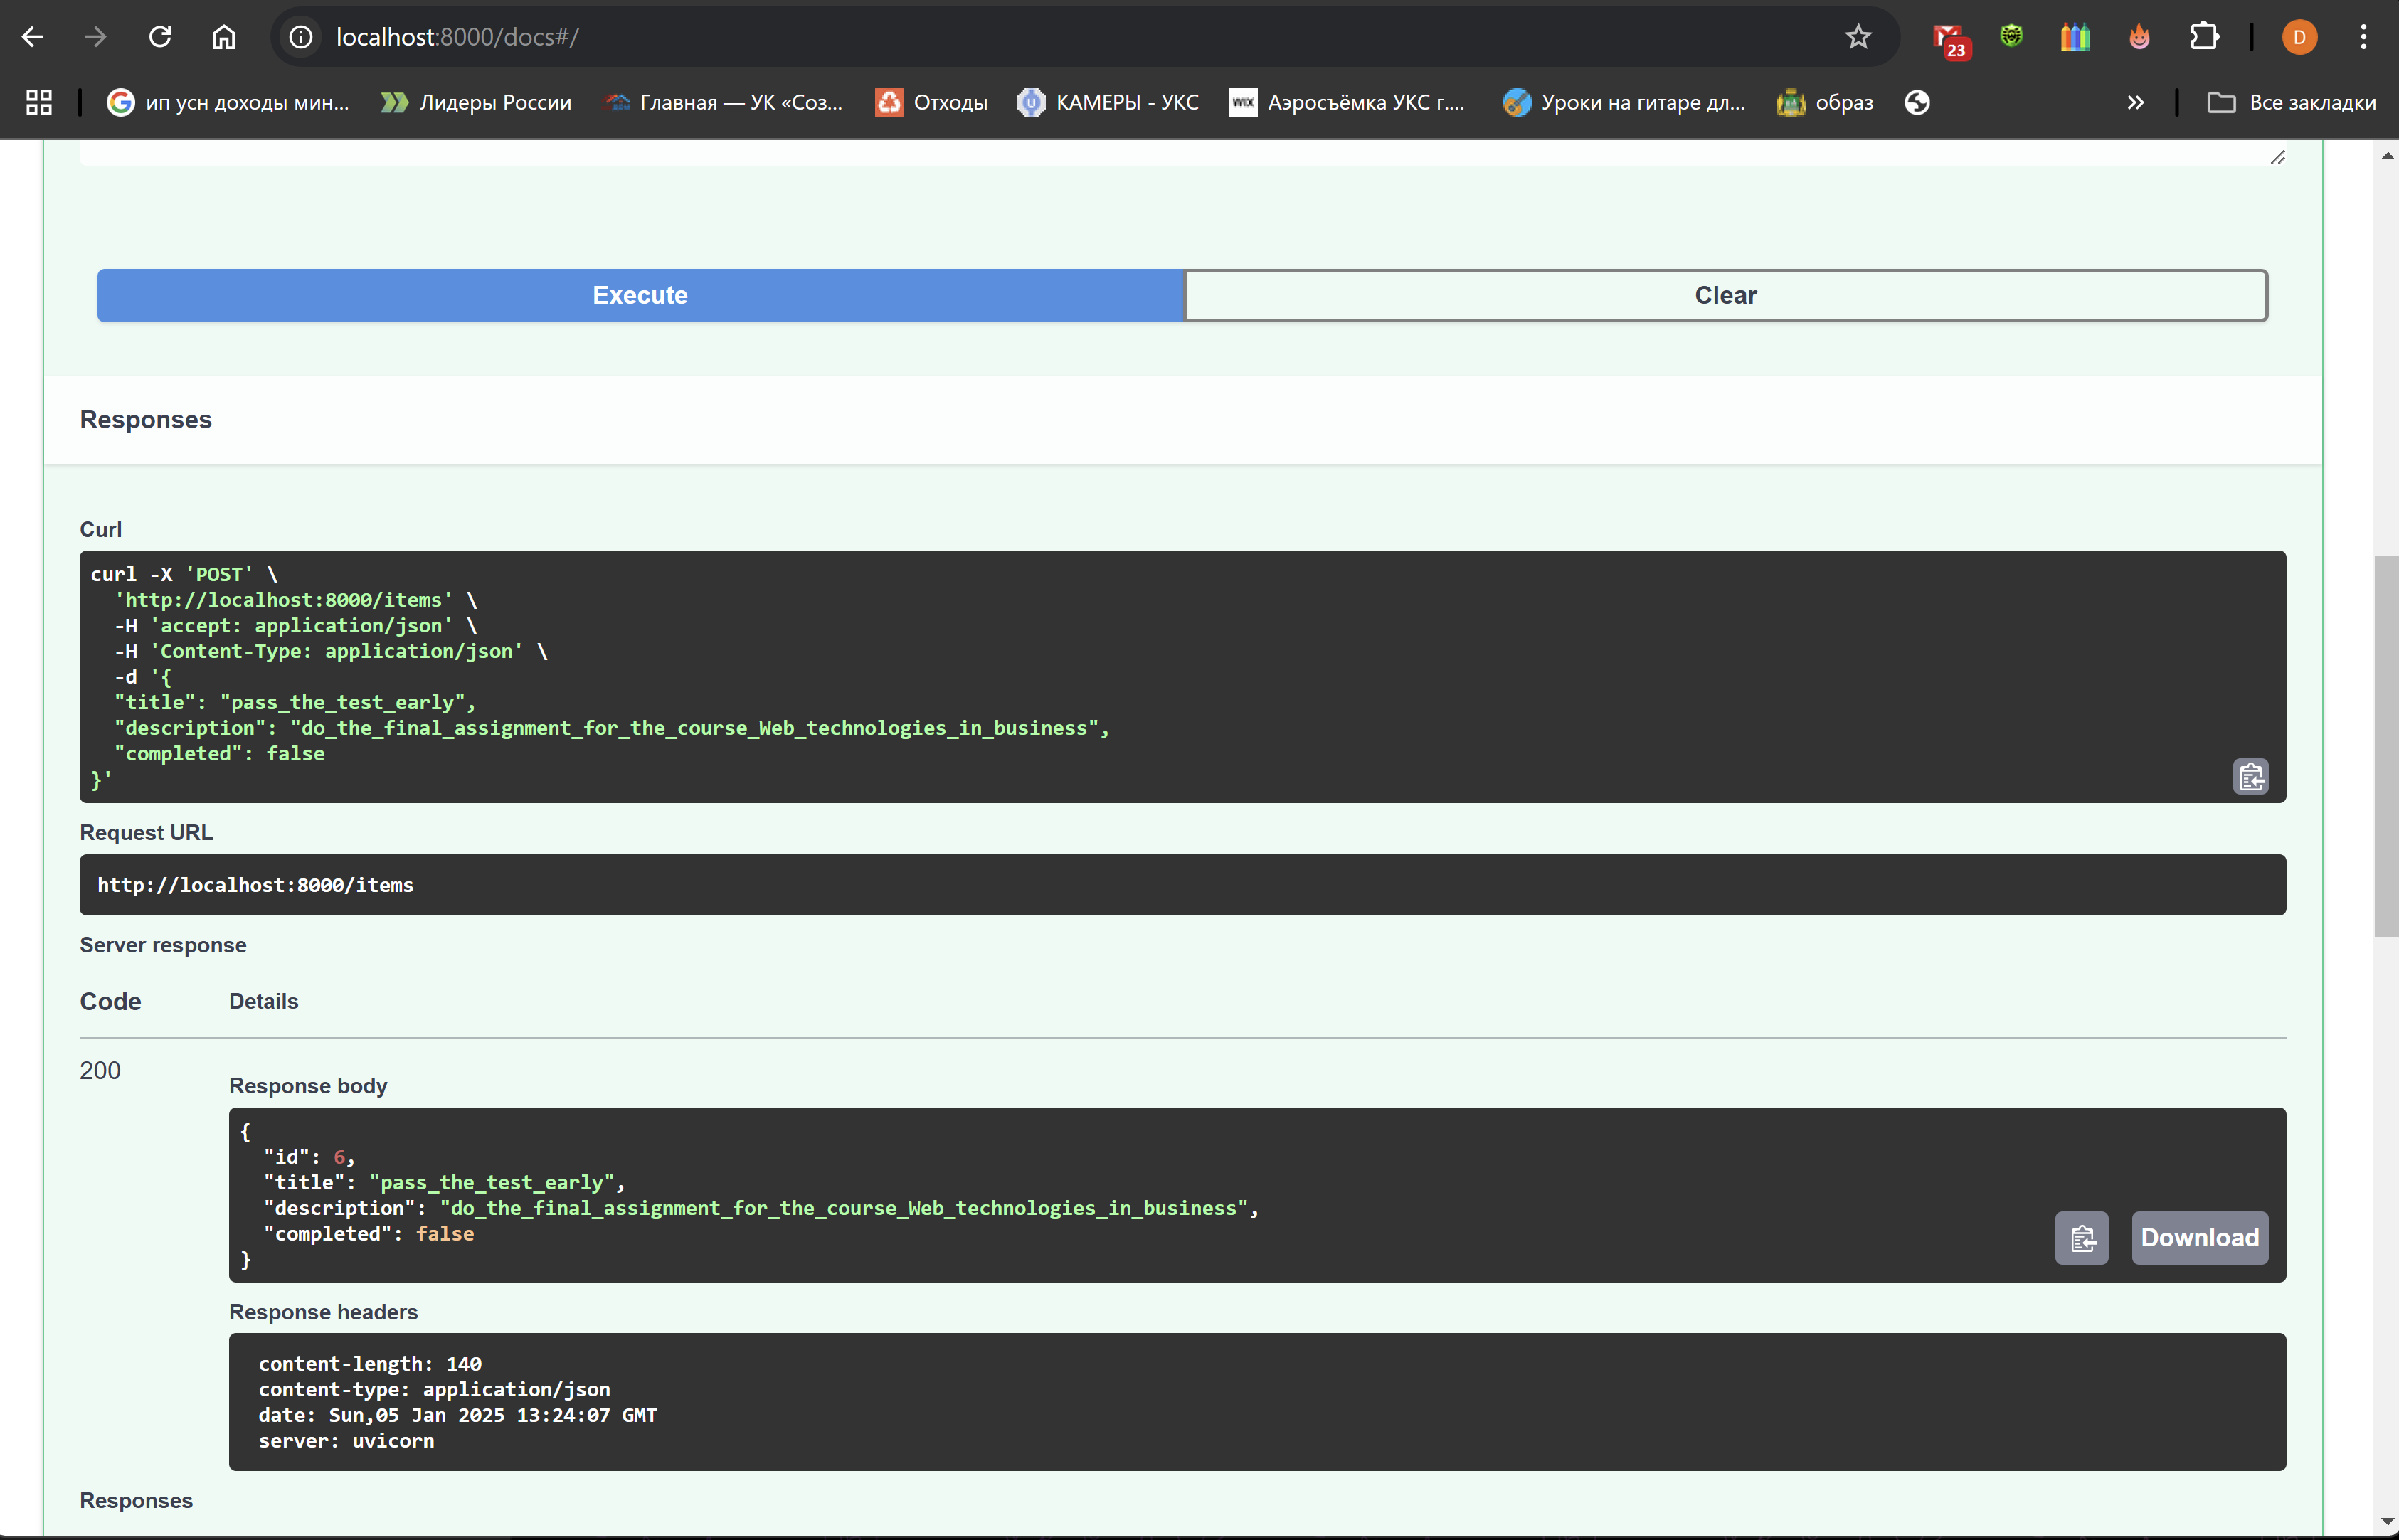 localhost:8000/docs#/
23
D
ип усн доходы мин...
Лидеры России
Главная — УК «Соз...
Отходы
КАМЕРЫ - УКС
WIX
Аэросъёмка УКС г....
Уроки на гитаре дл...
образ
Все закладки
Execute
Clear
Responses
Curl
curl -X 'POST' \
'http://localhost:8000/items' \
-H 'accept: application/json' \
-H 'Content-Type: application/json' \
-d '{
"title": "pass_the_test_early",
"description": "do_the_final_assignment_for_the_course_Web_technologies_in_business",
"completed": false
}'
Request URL
http://localhost:8000/items
Server response
Code Details
200
Response body
{
"id": 6,
"title": "pass_the_test_early",
"description": "do_the_final_assignment_for_the_course_Web_technologies_in_business",
"completed": false
}
Download
Response headers
content-length: 140
content-type: application/json
date: Sun,05 Jan 2025 13:24:07 GMT
server: uvicorn
Responses